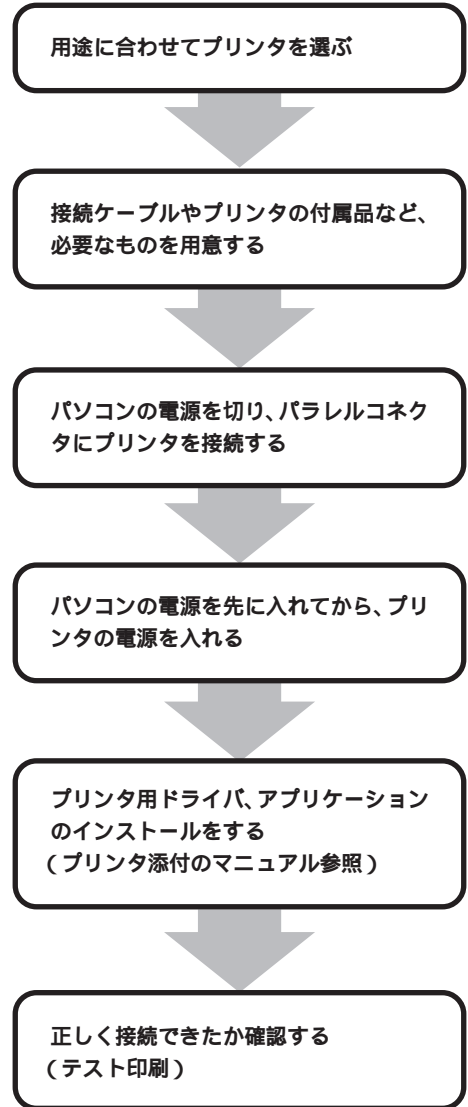 用途に合わせてプリンタを選ぶ
接続ケーブルやプリンタの付属品など、
必要なものを用意する
パソコンの電源を切り、パラレルコネク
タにプリンタを接続する
パソコンの電源を先に入れてから、プリ
ンタの電源を入れる
プリンタ用ドライバ、アプリケーション
のインストールをする
(プリンタ添付のマニュアル参照)
正しく接続できたか確認する
(テスト印刷)